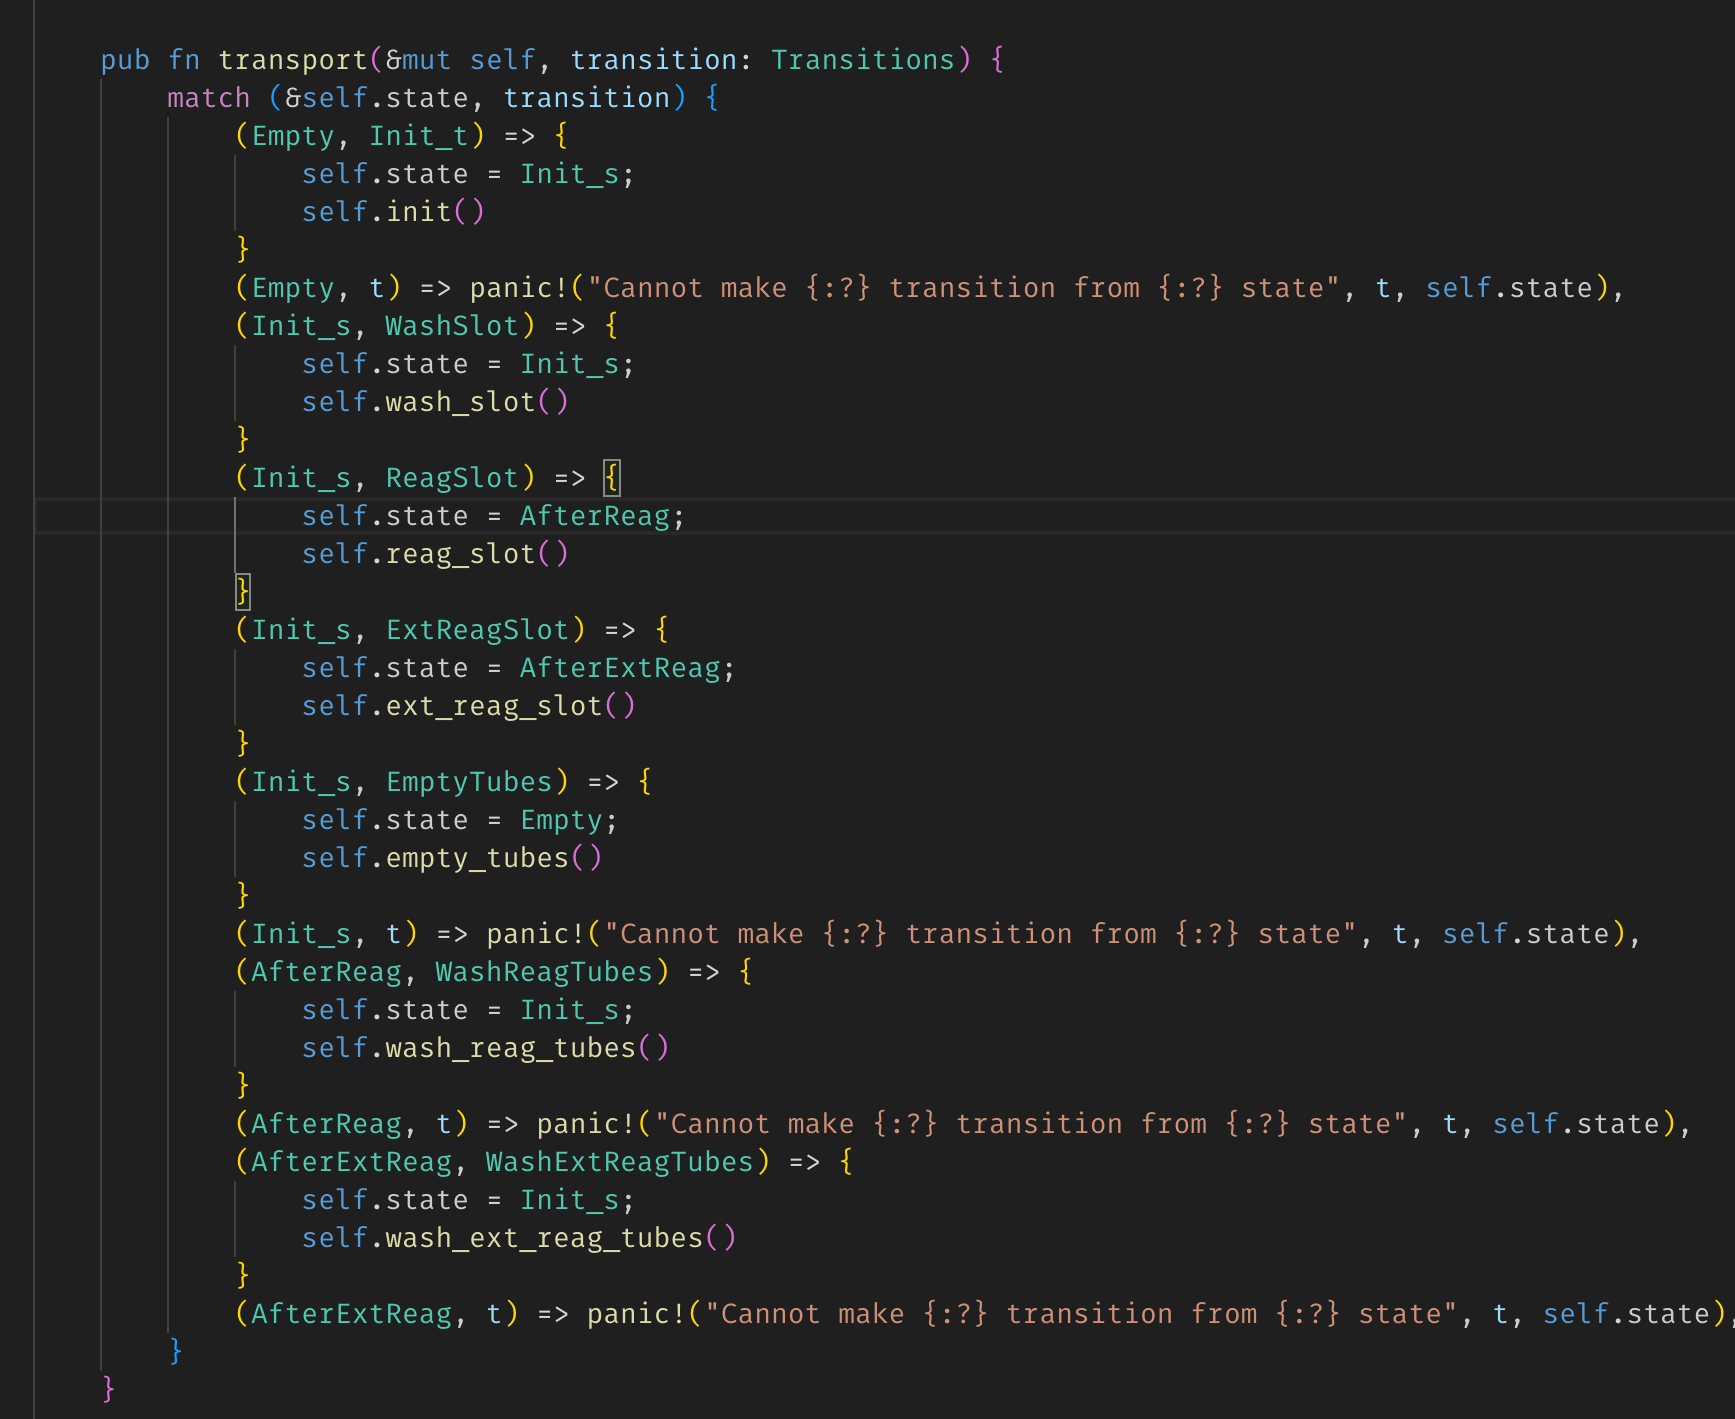 pub fn transport(&mut self, transition: Transitions) {
match (&self.state, transition) {
(Empty, Init_t) => {
self.state = Init_s;
self.init()
}
(Empty, t) => panic!("Cannot make {:?} transition from {:?} state", t, self.state),
(Init_s, WashSlot) => {
self.state = Init_s;
self.wash_slot()
}
(Init_s, ReagSlot) => {
self.state = AfterReag;
self.reag_slot()
}
(Init_s, ExtReagSlot) => {
self.state = AfterExtReag;
self.ext_reag_slot()
}
(Init_s, EmptyTubes) => {
self.state = Empty;
self.empty_tubes()
}
(Init_s, t) => panic!("Cannot make {:?} transition from {:?} state", t, self.state),
(AfterReag, WashReagTubes) => {
self.state = Init_s;
self.wash_reag_tubes()
}
(AfterReag, t) => panic!("Cannot make {:?} transition from {:?} state", t, self.state),
(AfterExtReag, WashExtReagTubes) => {
self.state = Init_s;
self.wash_ext_reag_tubes()
}
(AfterExtReag, t) => panic!("Cannot make {:?} transition from {:?} state", t, self.state),
}
}